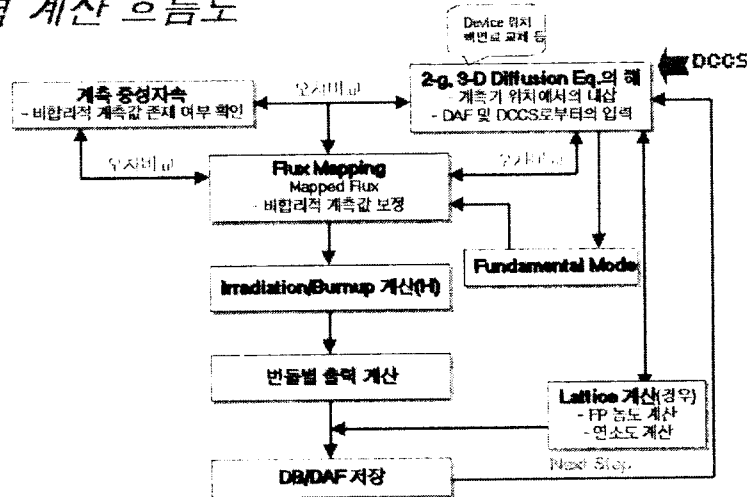 계산 흐름도
Device 위치
핵연료 교체 등
DCCS
계측 중성자속
- 비합리적 계측값 존재 여부 확인
오차비교
2-g, 3-D Diffusion Eq.의 해
- 계측기 위치에서의 내삽
- DAF 및 DCCS로부터의 입력
오차비교
Flux Mapping
Mapped Flux
- 비합리적 계측값 보정
오차비교
Fundamental Mode
Irradiation/Burnup 계산(HI)
번들별 출력 계산
Lattice 계산(경우)
- FP 농도 계산
- 연소도 계산
Next Step
DB/DAF 저장